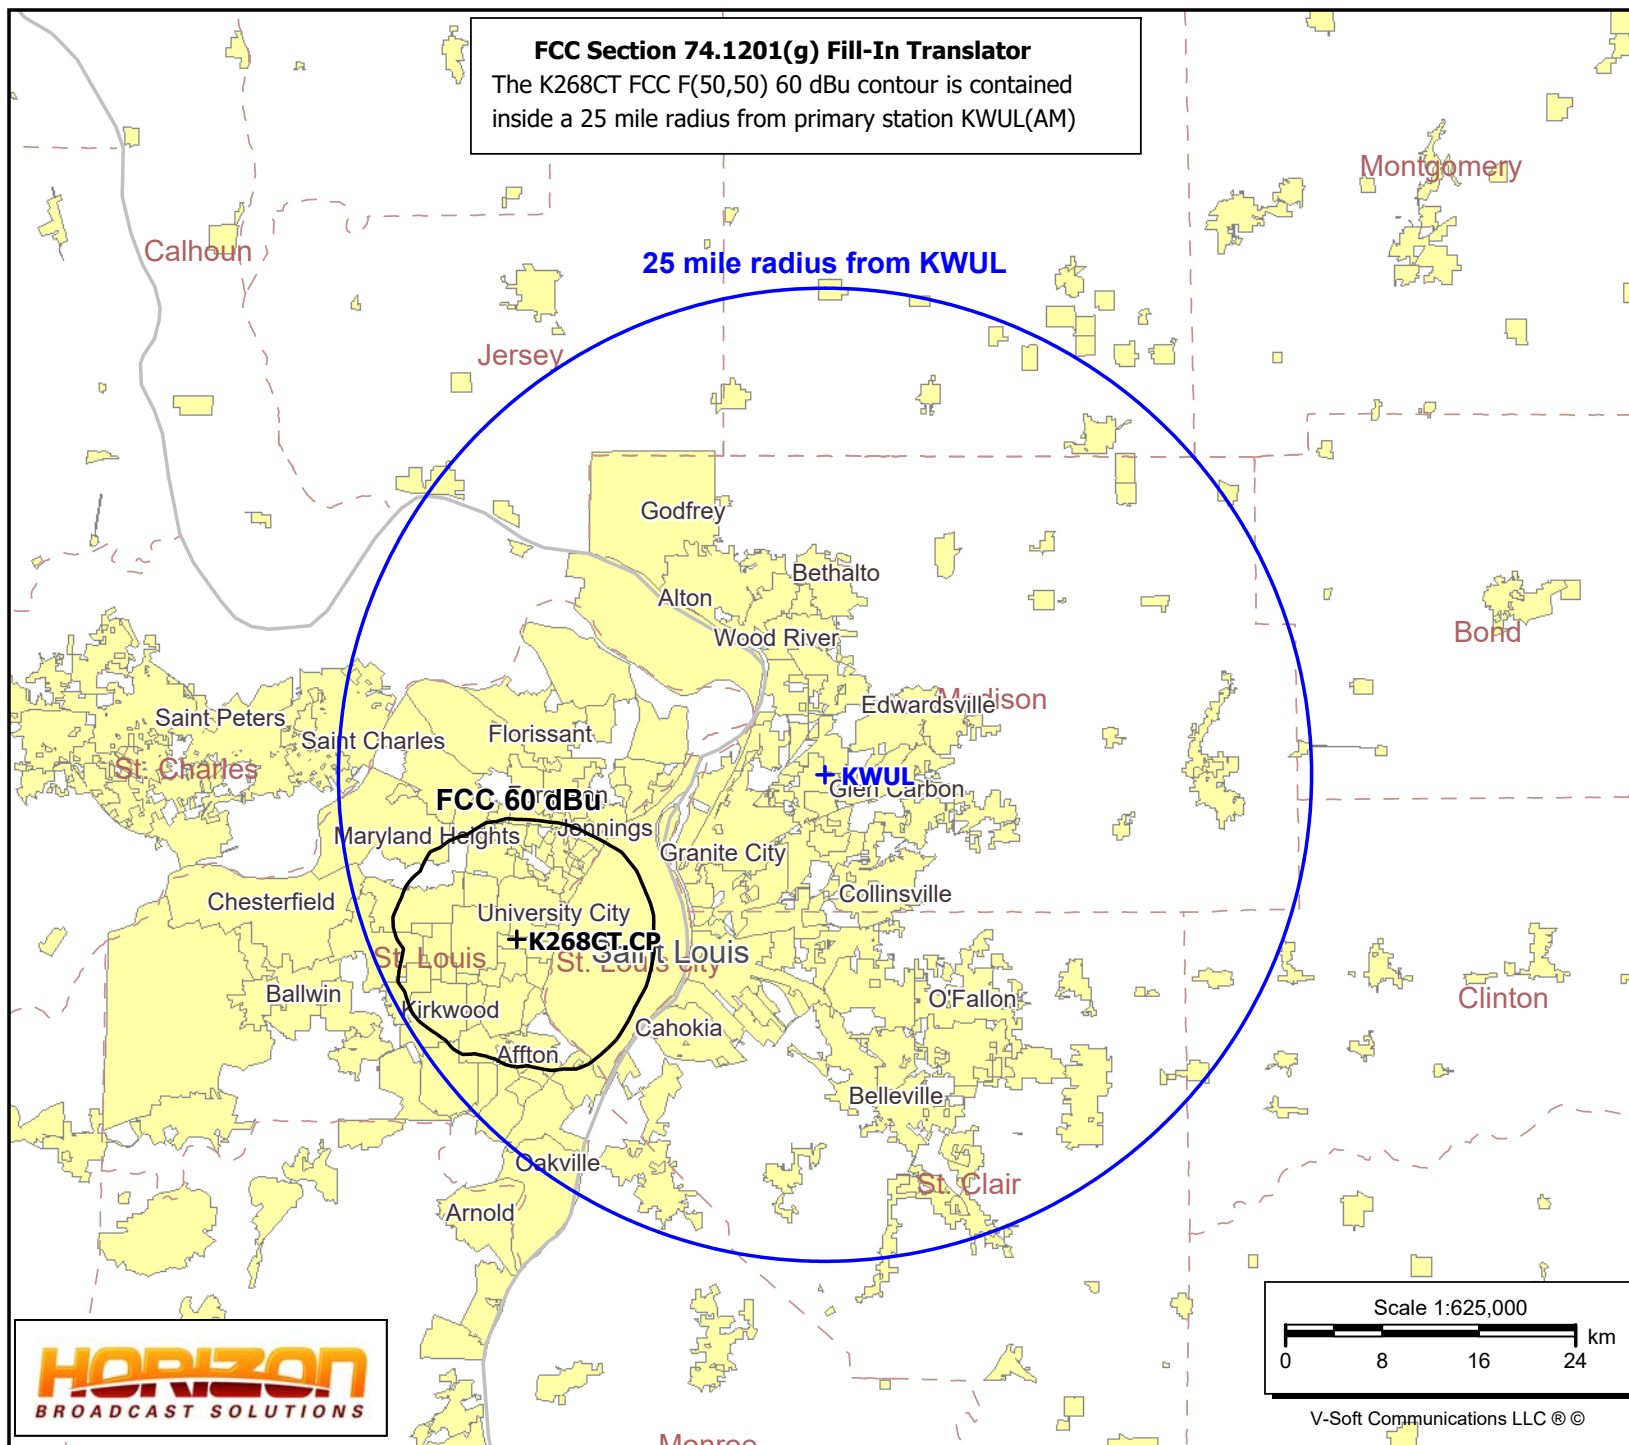 FCC Section 74.1201(g) Fill-In Translator
The K268CT FCC F(50,50) 60 dBu contour is contained
inside a 25 mile radius from primary station KWUL(AM)
Montgomery
Calhoun
25 mile radius from KWUL
Jersey
Godfrey
Bethalto
Alton
Wood River
Bond
Madison
Edwardsville
Saint Peters
Florissant
Saint Charles
St. Charles
KWUL
Glen Carbon
FCC 60 dBu
Jennings
Maryland Heights
Granite City
Collinsville
Chesterfield
University City
K268CT.CP
Saint Louis
St. Louis
St. Louis city
Ballwin
O'Fallon
Clinton
Kirkwood
Cahokia
Affton
Belleville
Oakville
St. Clair
Arnold
Scale 1:625,000
km
0 8 16 24
V-Soft Communications LLC ® ©
HORIZON
BROADCAST SOLUTIONS
Monroe